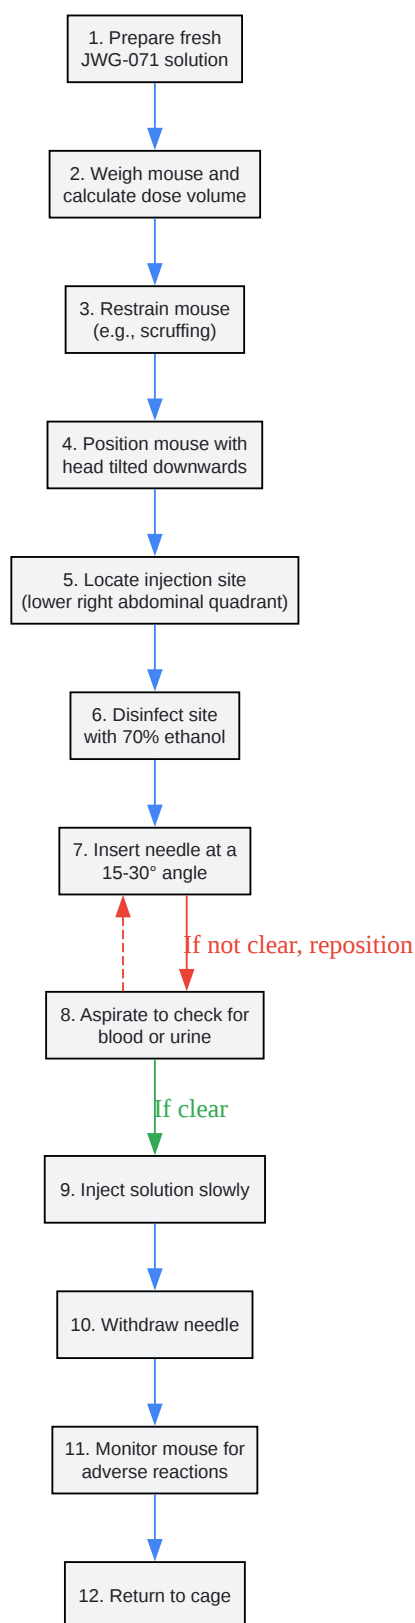 1. Prepare fresh
JWG-071 solution
2. Weigh mouse and
calculate dose volume
3. Restrain mouse
(e.g., scruffing)
4. Position mouse with
head tilted downwards
5. Locate injection site
(lower right abdominal quadrant)
6. Disinfect site
with 70% ethanol
7. Insert needle at a
15-30° angle
If not clear, reposition
8. Aspirate to check for
blood or urine
If clear
9. Inject solution slowly
10. Withdraw needle
11. Monitor mouse for
adverse reactions
12. Return to cage